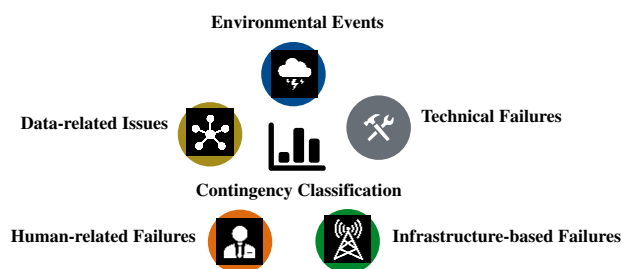 Environmental Events
Data-related Issues
Technical Failures
Contingency Classification
Human-related Failures
Infrastructure-based Failures